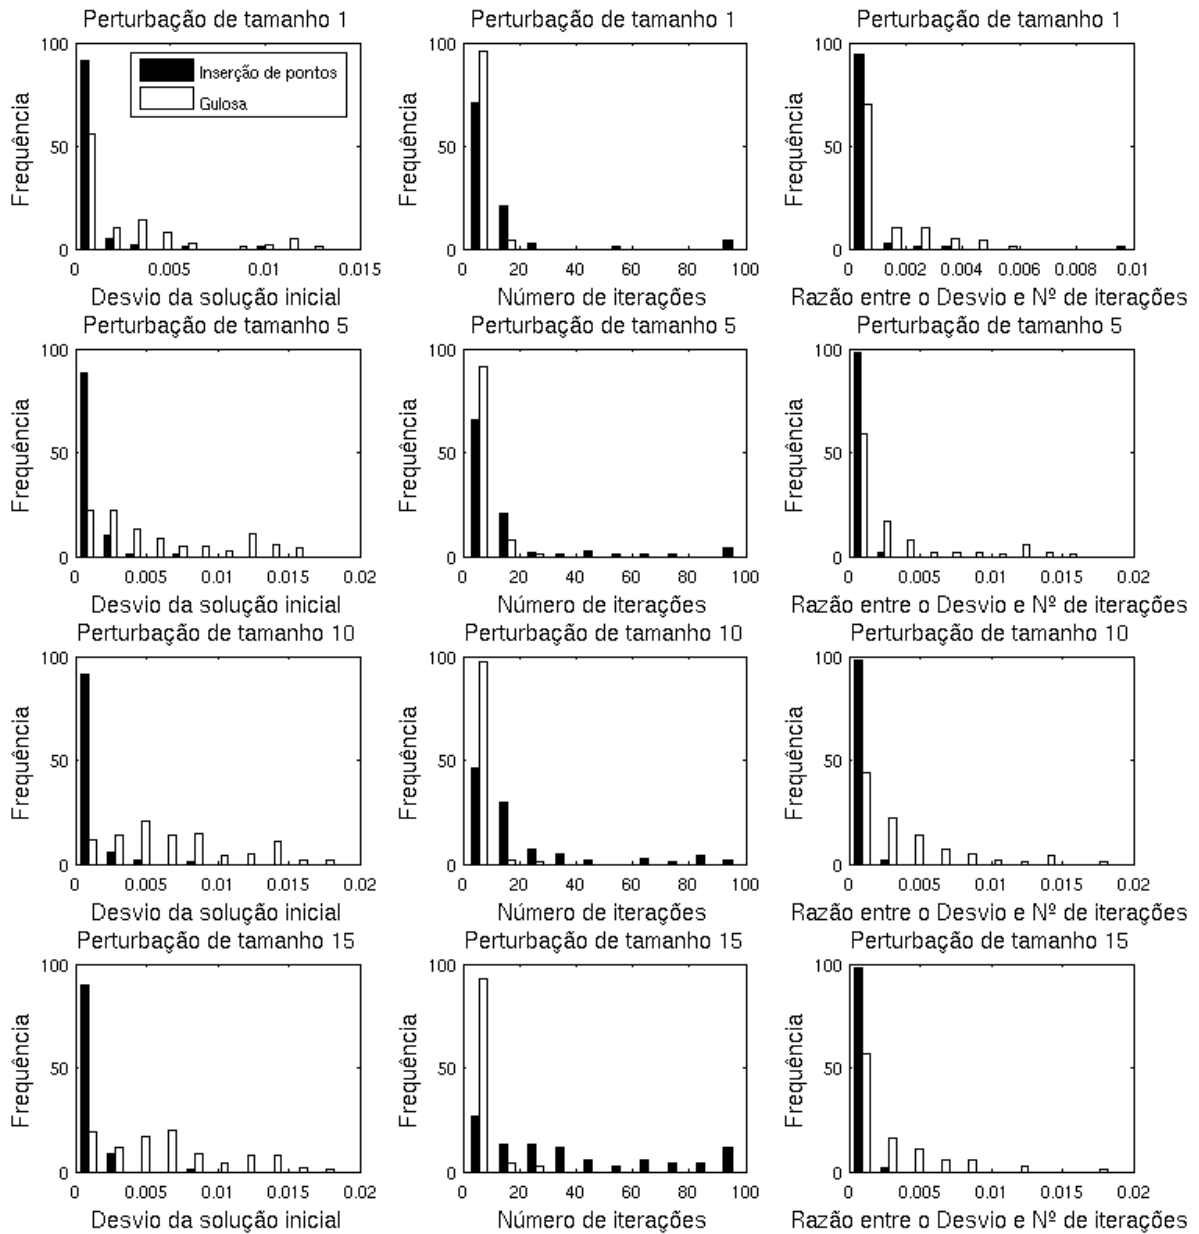 Perturbação de tamanho 1
Perturbação de tamanho 1
Perturbação de tamanho 1
100
50
0
Frequência
Inserção de pontos
Gulosa
0 0.005 0.01 0.015
Desvio da solução inicial
100
50
0
Frequência
0 20 40 60 80 100
Número de iterações
100
50
0
Frequência
0 0.002 0.004 0.006 0.008 0.01
Razão entre o Desvio e Nº de iterações
Perturbação de tamanho 5
Perturbação de tamanho 5
Perturbação de tamanho 5
100
50
0
Frequência
0 0.005 0.01 0.015 0.02
Desvio da solução inicial
100
50
0
Frequência
0 20 40 60 80 100
Número de iterações
100
50
0
Frequência
0 0.005 0.01 0.015 0.02
Razão entre o Desvio e Nº de iterações
Perturbação de tamanho 10
Perturbação de tamanho 10
Perturbação de tamanho 10
100
50
0
Frequência
0 0.005 0.01 0.015 0.02
Desvio da solução inicial
100
50
0
Frequência
0 20 40 60 80 100
Número de iterações
100
50
0
Frequência
0 0.005 0.01 0.015 0.02
Razão entre o Desvio e Nº de iterações
Perturbação de tamanho 15
Perturbação de tamanho 15
Perturbação de tamanho 15
100
50
0
Frequência
0 0.005 0.01 0.015 0.02
Desvio da solução inicial
100
50
0
Frequência
0 20 40 60 80 100
Número de iterações
100
50
0
Frequência
0 0.005 0.01 0.015 0.02
Razão entre o Desvio e Nº de iterações